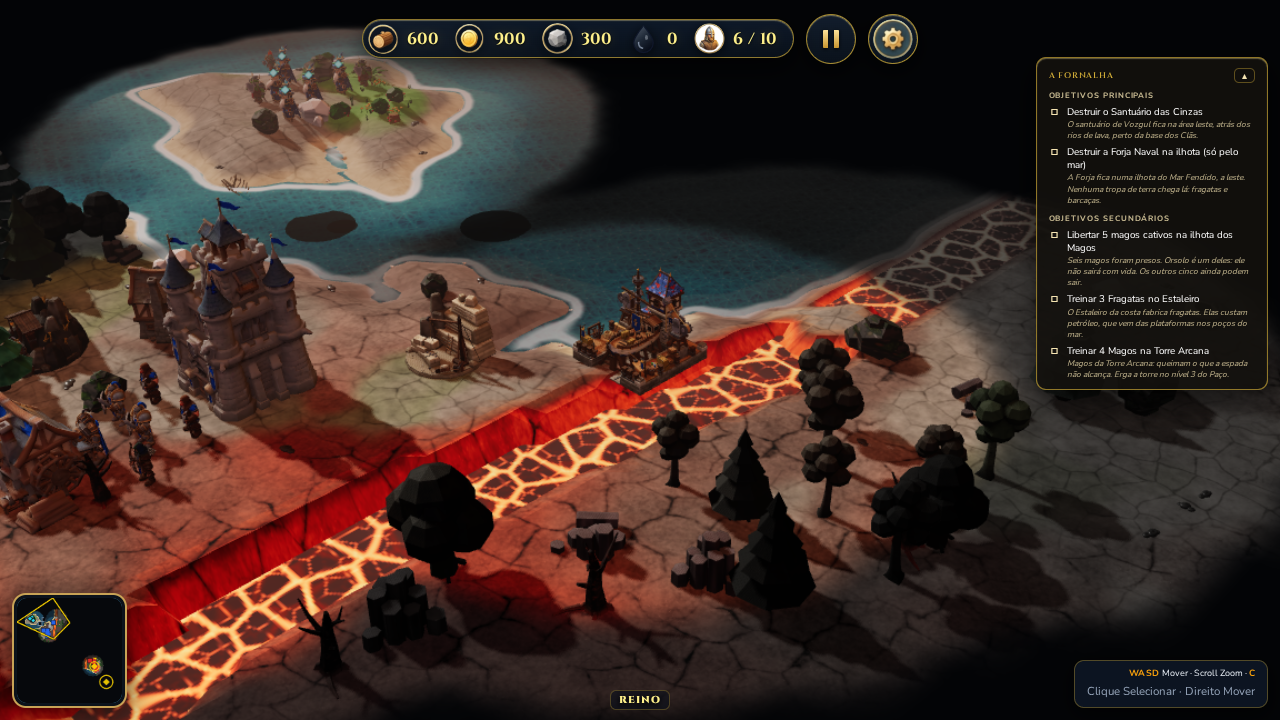 600 900 300 0 6 / 10
A FORNALHA
OBJETIVOS PRINCIPAIS
Destruir o Santuário das Cinzas
O santuário de Vozgul fica na área leste, atrás dos
rios de lava, perto da base dos Clãs.
Destruir a Forja Naval na ilhota (só pelo
mar)
A Forja fica numa ilhota do Mar Fendido, a leste.
Nenhuma tropa de terra chega lá: fragatas e
barcaças.
OBJETIVOS SECUNDÁRIOS
Libertar 5 magos cativos na ilhota dos
Magos
Seis magos foram presos. Orsolo é um deles: ele
não sairá com vida. Os outros cinco ainda podem
sair.
Treinar 3 Fragatas no Estaleiro
O Estaleiro da costa fabrica fragatas. Elas custam
petróleo, que vem das plataformas nos poços do
mar.
Treinar 4 Magos na Torre Arcana
Magos da Torre Arcana: queimam o que a espada
não alcança. Erga a torre no nível 3 do Paço.
WASD Mover · Scroll Zoom · C
Clique Selecionar · Direito Mover
REINO